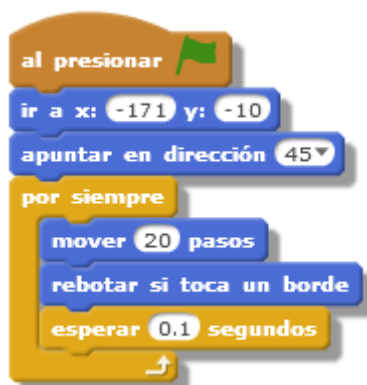 al presionar
ir a x: -171 y: -10
apuntar en dirección 45
por siempre
mover 20 pasos
rebotar si toca un borde
esperar 0.1 segundos